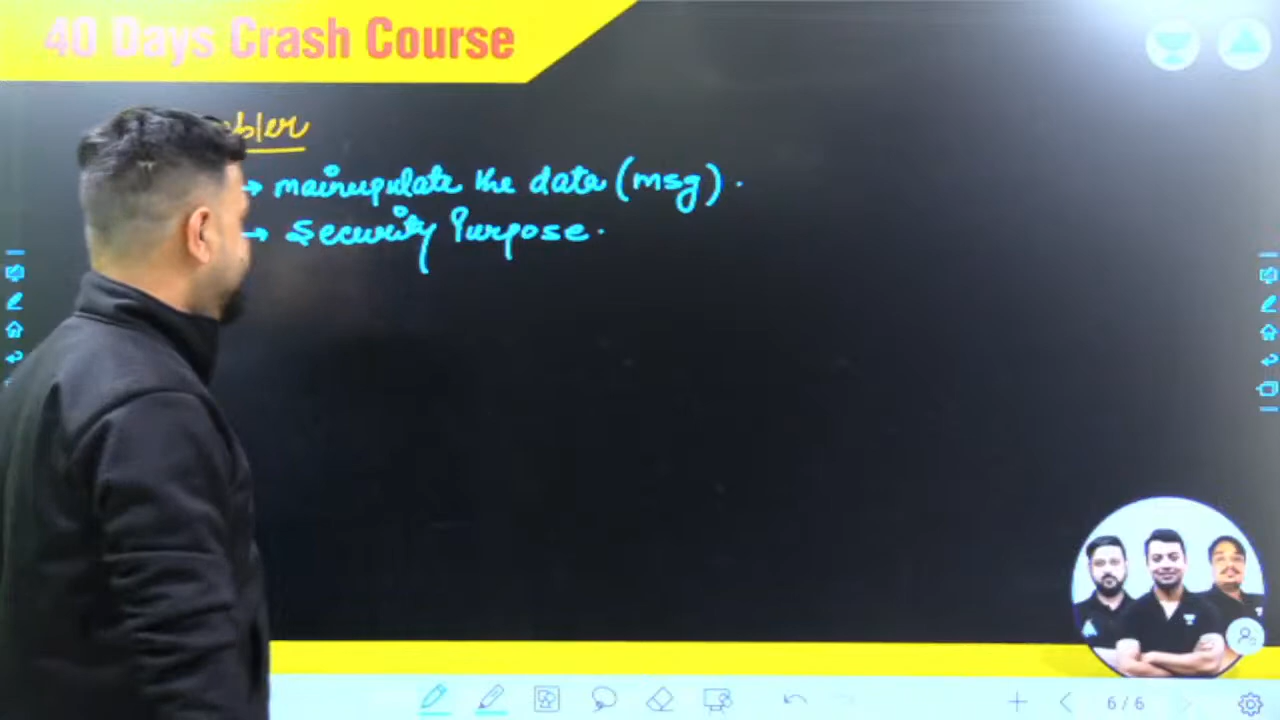 40 Days Crash Course
bler
→ mainupulate the data (msg).
→ Security Purpose.
6 / 6